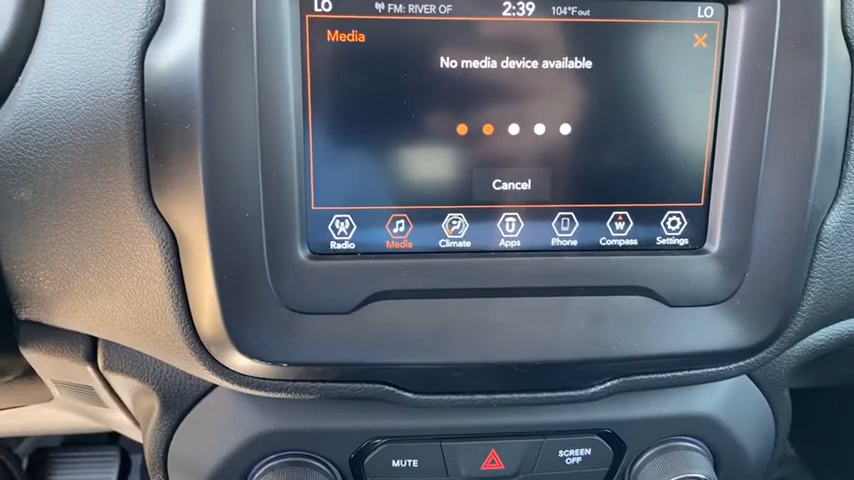 LO FM: RIVER OF 2:39 104°F out LO
Media
No media device available
Cancel
Radio Media Climate Apps Phone Compass Settings
W
MUTE SCREEN OFF